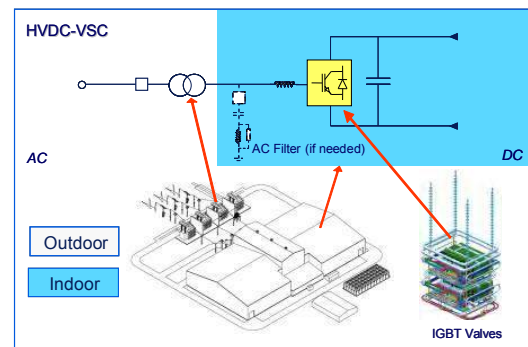 HVDC-VSC
AC Filter (if needed)
AC
DC
Outdoor
Indoor
IGBT Valves